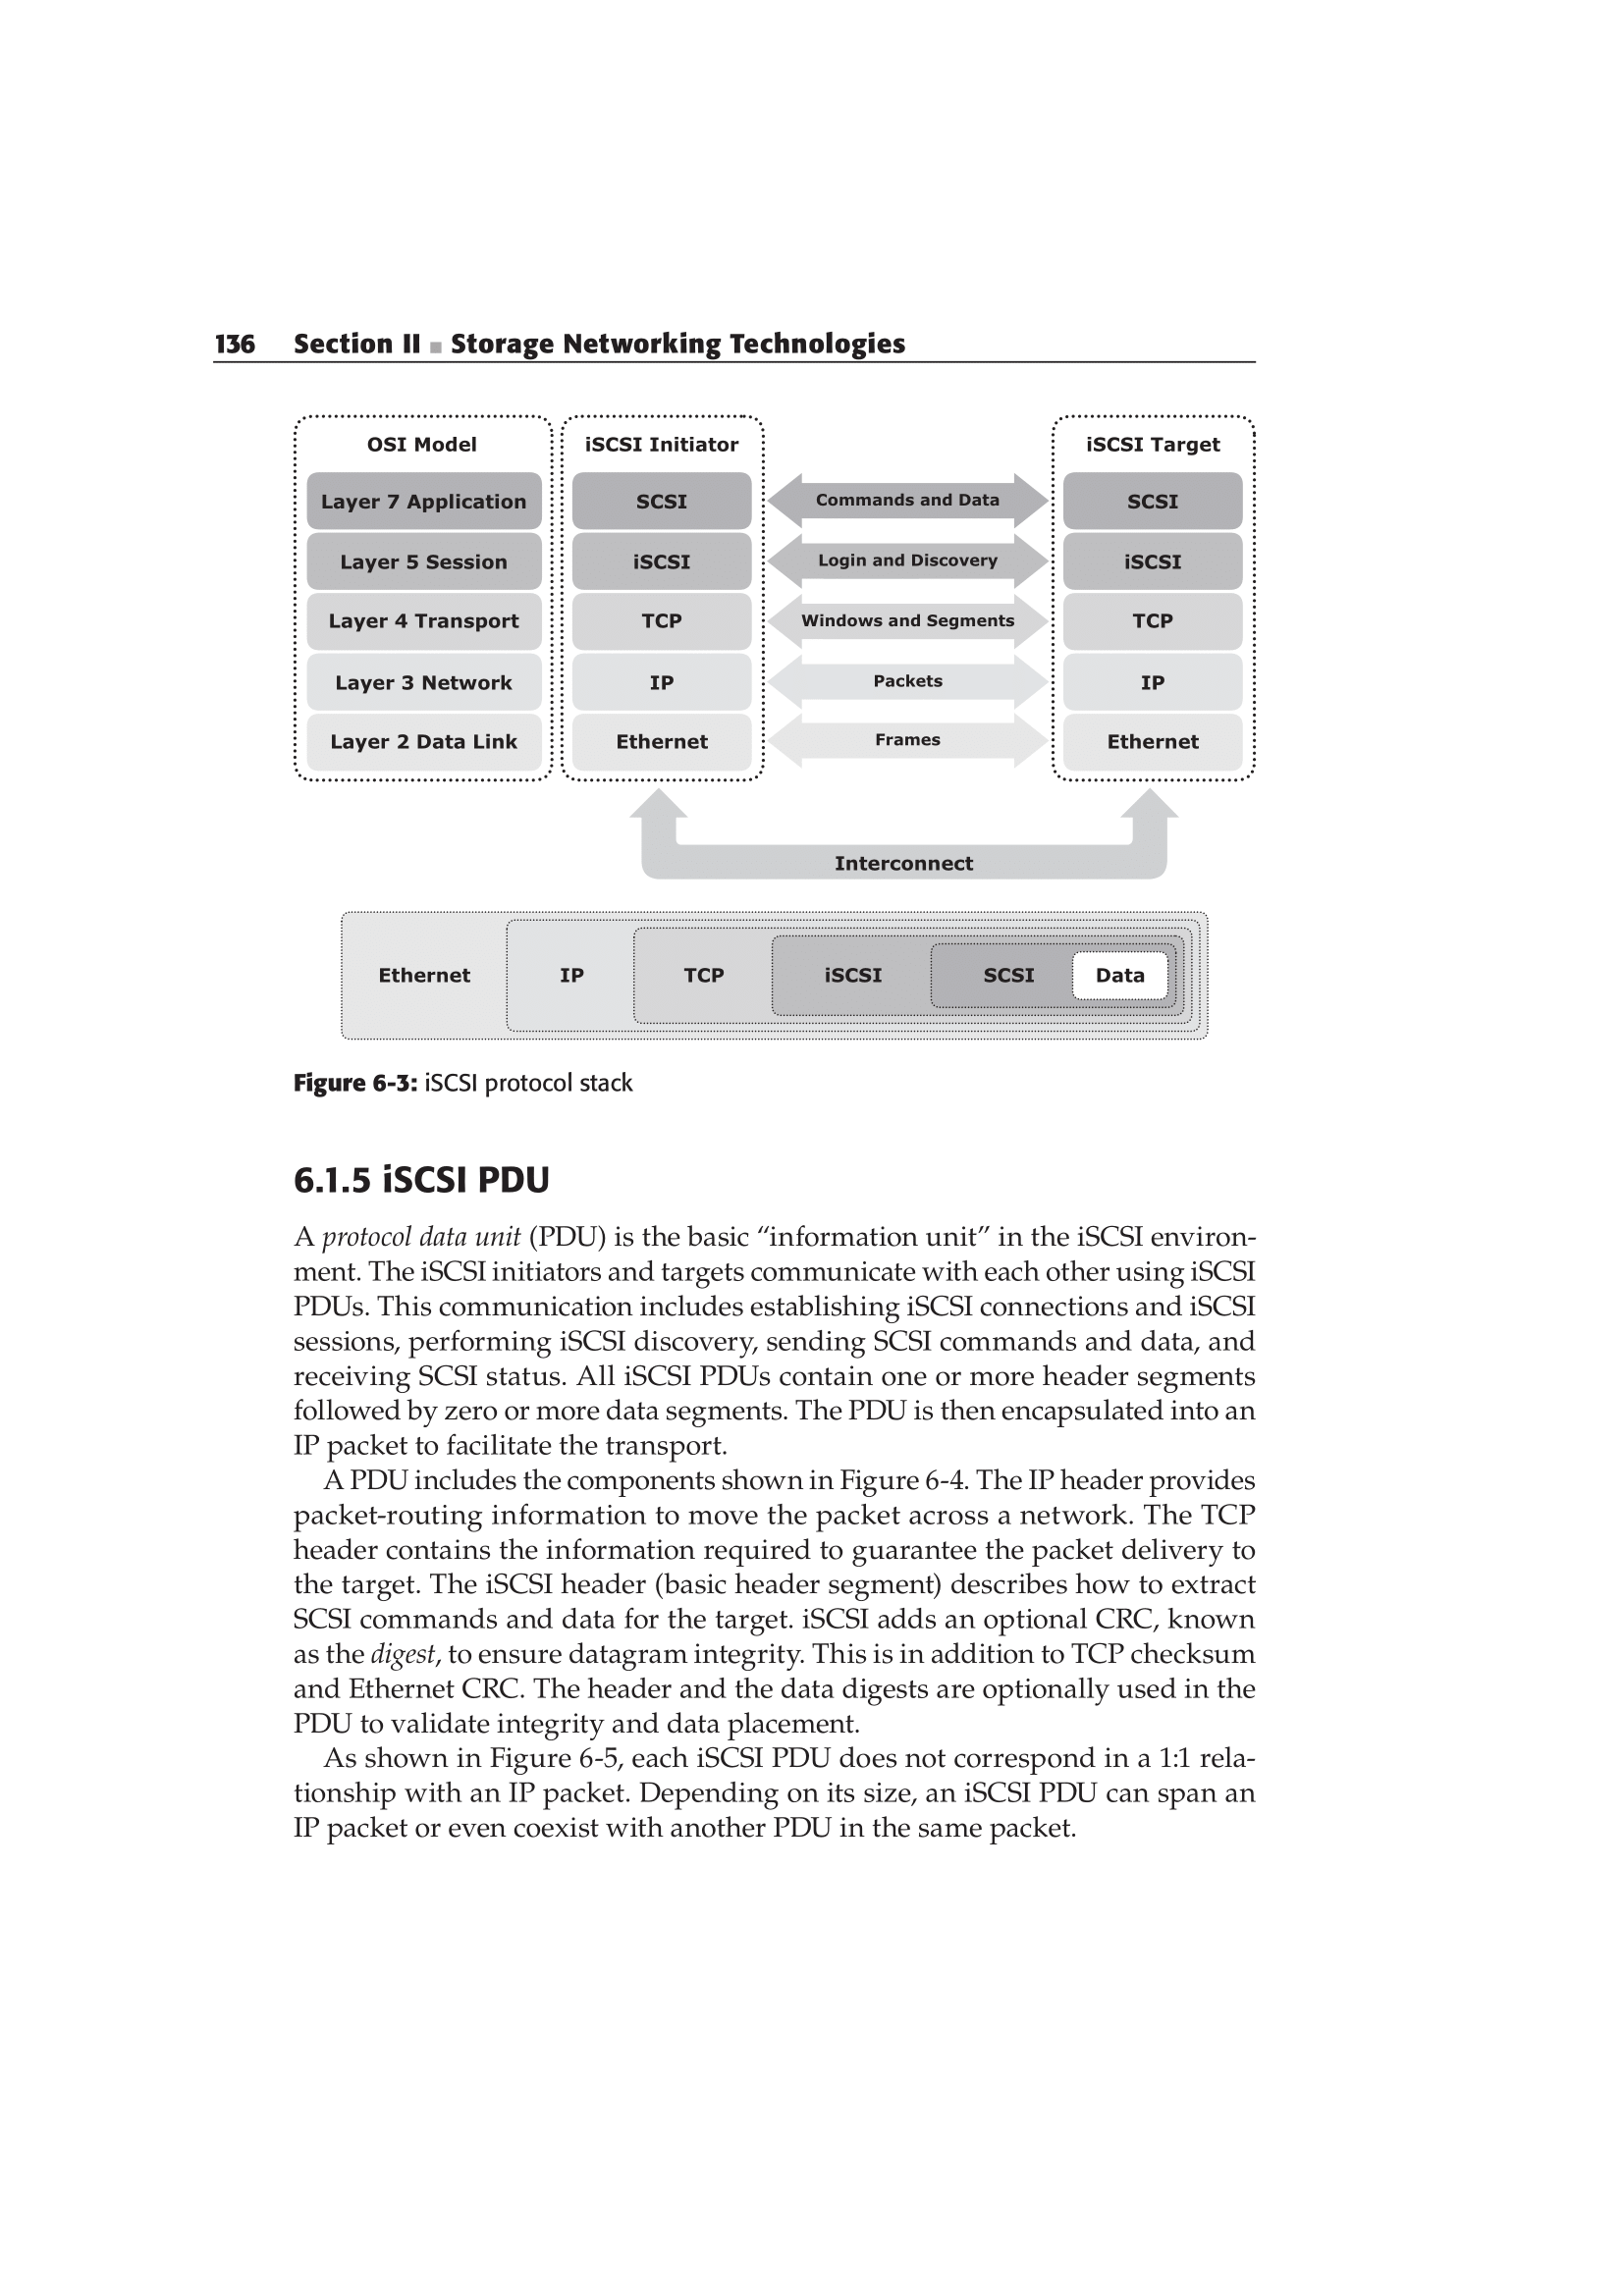 136 Section II ■ Storage Networking Technologies
OSI Model iSCSI Initiator iSCSI Target
Layer 7 Application SCSI Commands and Data SCSI
Layer 5 Session iSCSI Login and Discovery iSCSI
Layer 4 Transport TCP Windows and Segments TCP
Layer 3 Network IP Packets IP
Layer 2 Data Link Ethernet Frames Ethernet
Interconnect
Ethernet IP TCP iSCSI SCSI Data
Figure 6-3: iSCSI protocol stack
6.1.5 iSCSI PDU
A protocol data unit (PDU) is the basic “information unit” in the iSCSI environ-
ment. The iSCSI initiators and targets communicate with each other using iSCSI
PDUs. This communication includes establishing iSCSI connections and iSCSI
sessions, performing iSCSI discovery, sending SCSI commands and data, and
receiving SCSI status. All iSCSI PDUs contain one or more header segments
followed by zero or more data segments. The PDU is then encapsulated into an
IP packet to facilitate the transport.
A PDU includes the components shown in Figure 6-4. The IP header provides
packet-routing information to move the packet across a network. The TCP
header contains the information required to guarantee the packet delivery to
the target. The iSCSI header (basic header segment) describes how to extract
SCSI commands and data for the target. iSCSI adds an optional CRC, known
as the digest, to ensure datagram integrity. This is in addition to TCP checksum
and Ethernet CRC. The header and the data digests are optionally used in the
PDU to validate integrity and data placement.
As shown in Figure 6-5, each iSCSI PDU does not correspond in a 1:1 rela-
tionship with an IP packet. Depending on its size, an iSCSI PDU can span an
IP packet or even coexist with another PDU in the same packet.